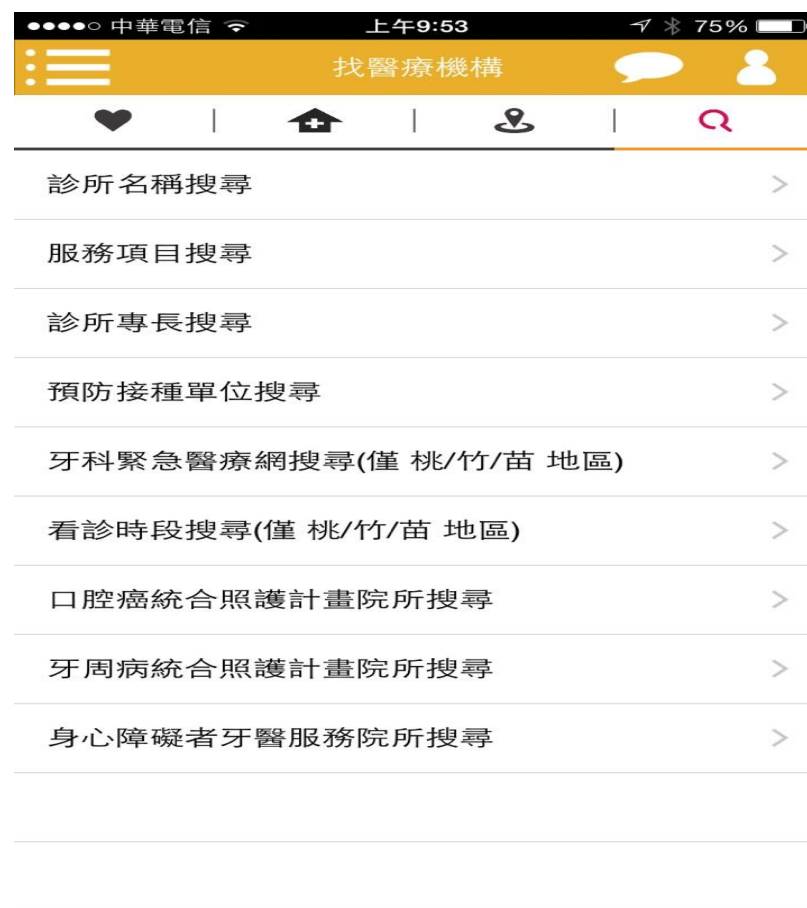 中華電信 上午9:53 75%
找醫療機構
診所名稱搜尋
服務項目搜尋
診所專長搜尋
預防接種單位搜尋
牙科緊急醫療網搜尋(僅 桃/竹/苗 地區)
看診時段搜尋(僅 桃/竹/苗 地區)
口腔癌統合照護計畫院所搜尋
牙周病統合照護計畫院所搜尋
身心障礙者牙醫服務院所搜尋